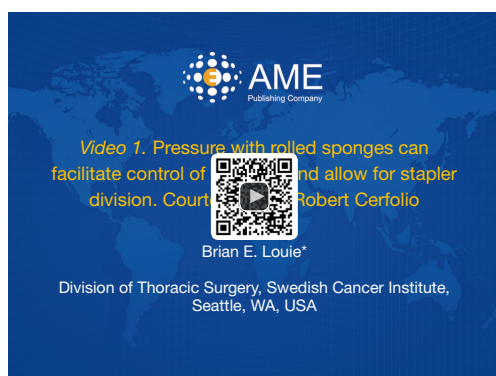 AME
Publishing Company
Video 1. Pressure with rolled sponges can
facilitate control of nd allow for stapler
division. Court Robert Cerfolio
Brian E. Louie*
Division of Thoracic Surgery, Swedish Cancer Institute,
Seattle, WA, USA